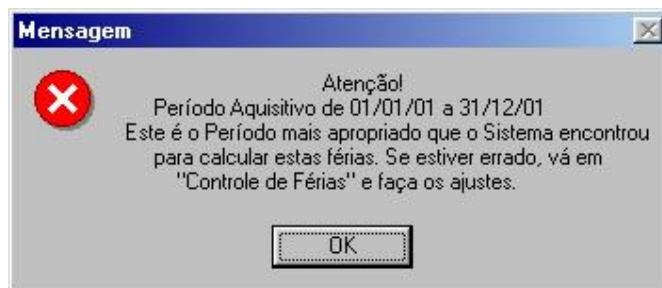 Mensagem
Atenção!
Período Aquisitivo de 01/01/01 a 31/12/01
Este é o Período mais apropriado que o Sistema encontrou
para calcular estas férias. Se estiver errado, vá em
"Controle de Férias" e faça os ajustes.
OK